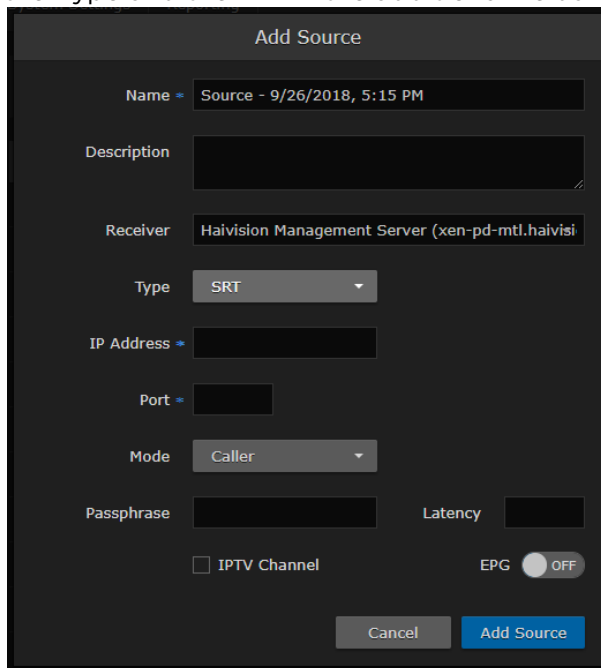 Add Source
Name * Source - 9/26/2018, 5:15 PM
Description
Receiver Haivision Management Server (xen-pd-mtl.haivisi
Type SRT
IP Address *
Port *
Mode Caller
Passphrase Latency
IPTV Channel EPG OFF
Cancel Add Source